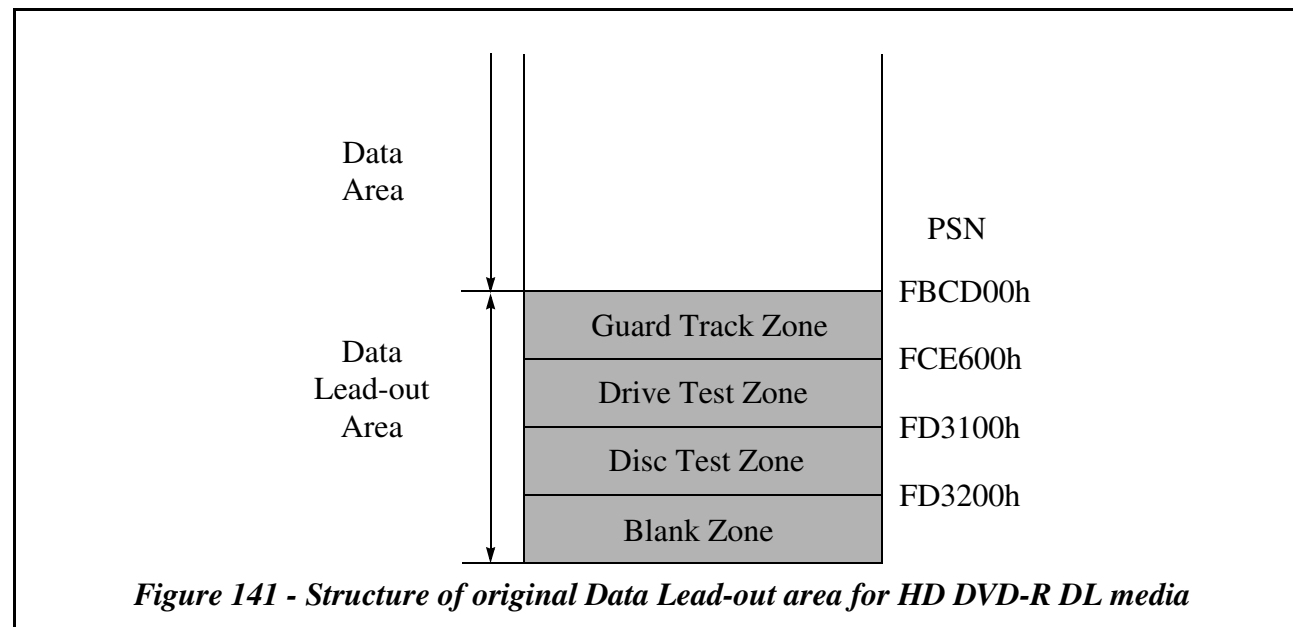 Data
Area
PSN
FBCD00h
Guard Track Zone
Data
Lead-out
Area
FCE600h
Drive Test Zone
FD3100h
Disc Test Zone
FD3200h
Blank Zone
Figure 141 - Structure of original Data Lead-out area for HD DVD-R DL media